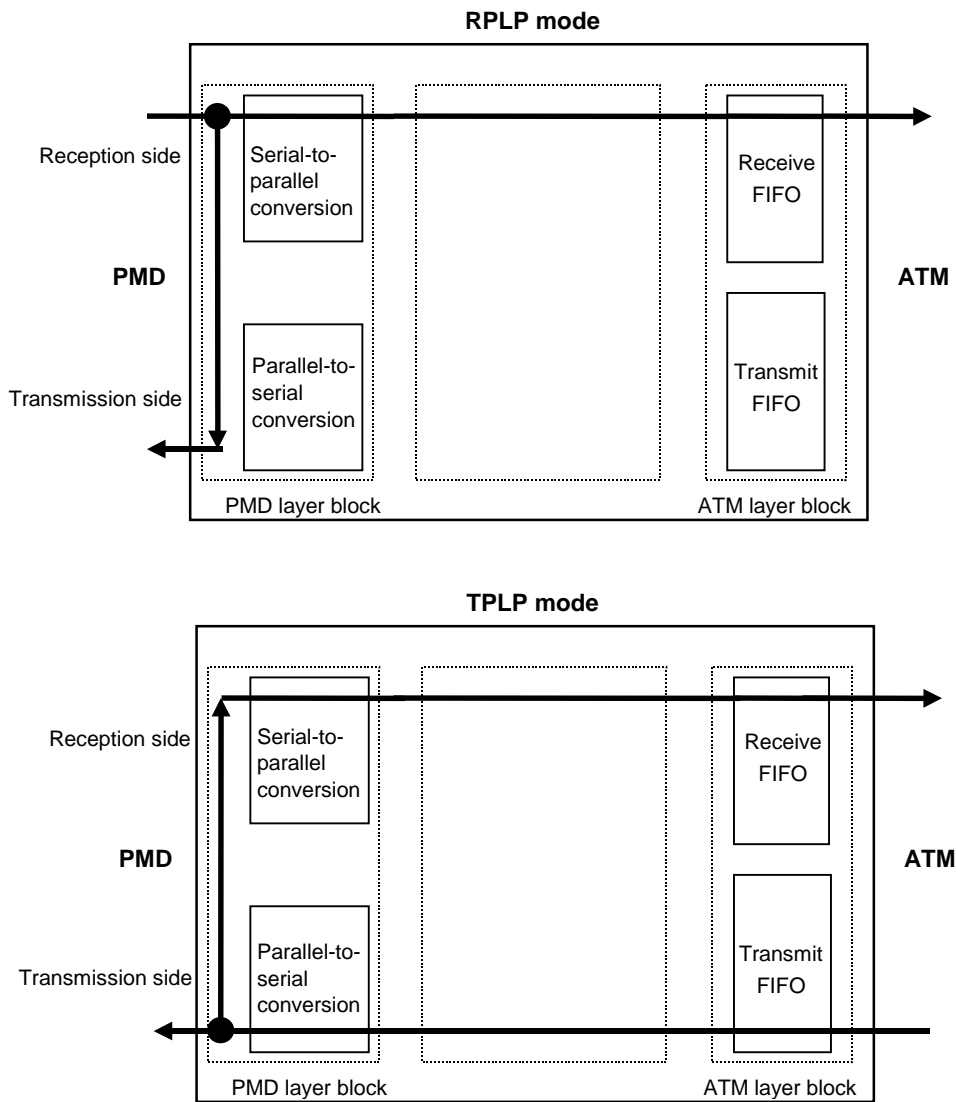 RPLP mode
Reception side
Serial-to-
parallel
conversion
Receive
FIFO
PMD
ATM
Transmission side
Parallel-to-
serial
conversion
Transmit
FIFO
PMD layer block
ATM layer block
TPLP mode
Reception side
Serial-to-
parallel
conversion
Receive
FIFO
PMD
ATM
Transmission side
Parallel-to-
serial
conversion
Transmit
FIFO
PMD layer block
ATM layer block